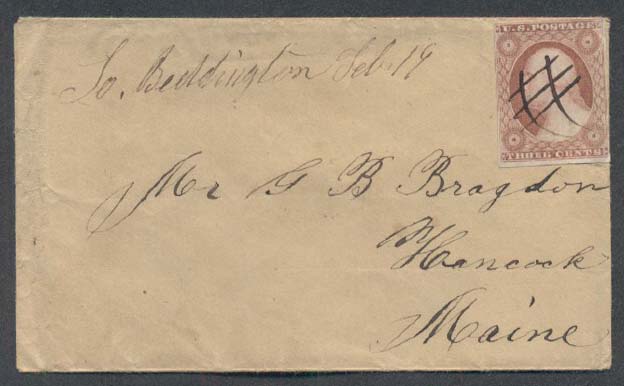 So. Beddington Feb. 19
U.S. POSTAGE
THREE CENTS
Mr G B Bragdon
Hancock
Maine